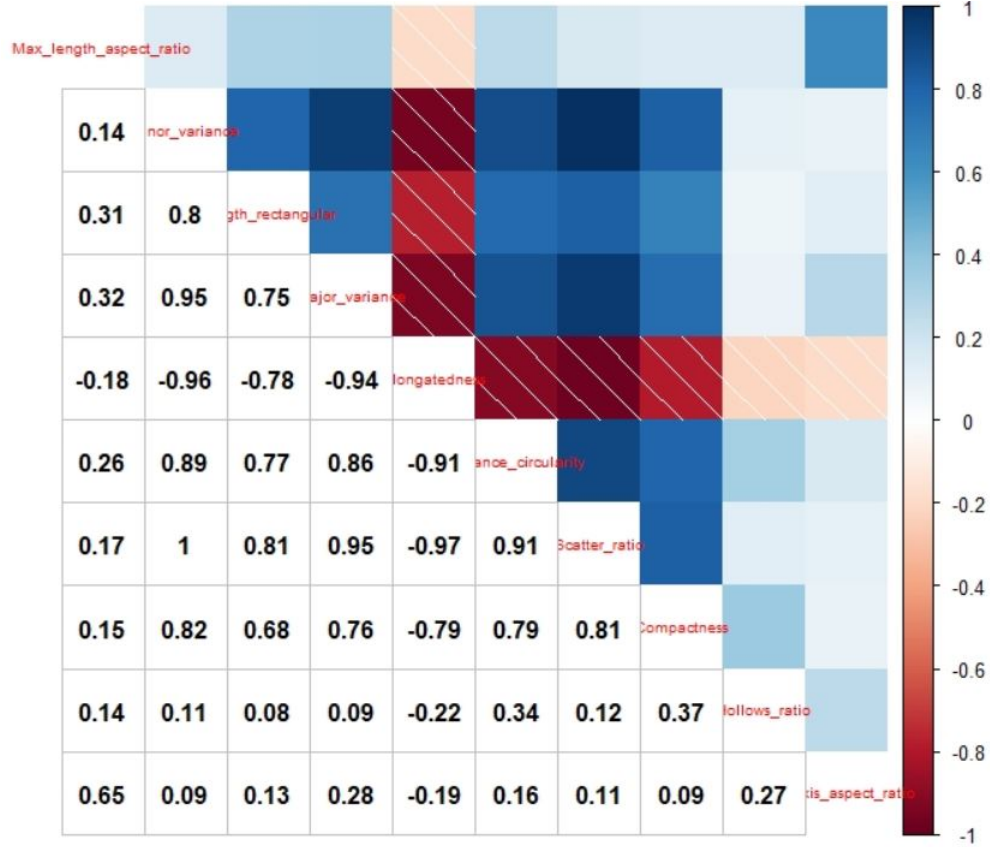 1
Max_length_aspect_ratio
0.8
0.14 nor_variance
0.6
0.31 0.8 gth_rectangular
0.4
0.32 0.95 0.75 ajor_variance
0.2
-0.18 -0.96 -0.78 -0.94 longatedness
0
0.26 0.89 0.77 0.86 -0.91 ance_circularity
-0.2
0.17 1 0.81 0.95 -0.97 0.91 Scatter_ratio
-0.4
0.15 0.82 0.68 0.76 -0.79 0.79 0.81 Compactness
-0.6
0.14 0.11 0.08 0.09 -0.22 0.34 0.12 0.37 Hollows_ratio
-0.8
0.65 0.09 0.13 0.28 -0.19 0.16 0.11 0.09 0.27 xis_aspect_ratio
-1